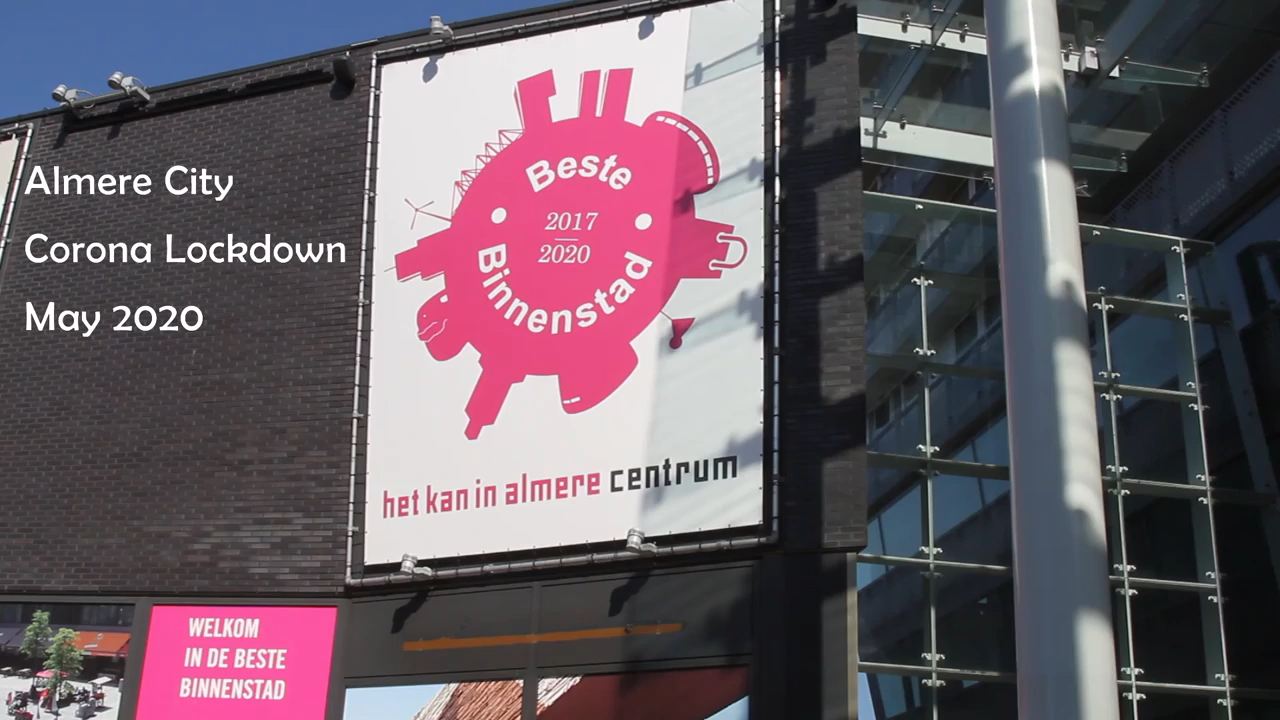 Almere City
Corona Lockdown
May 2020
Beste
2017
2020
Binnenstad
het kan in almere centrum
WELKOM
IN DE BESTE
BINNENSTAD